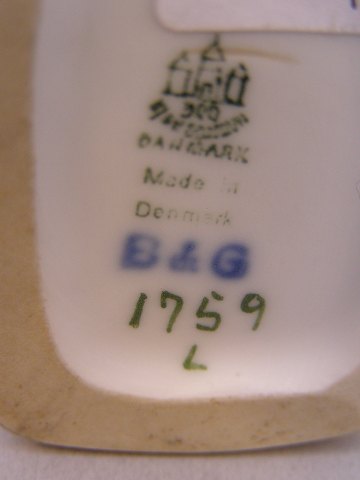 DANMARK
Made in
Denmark
B & G
1759
L